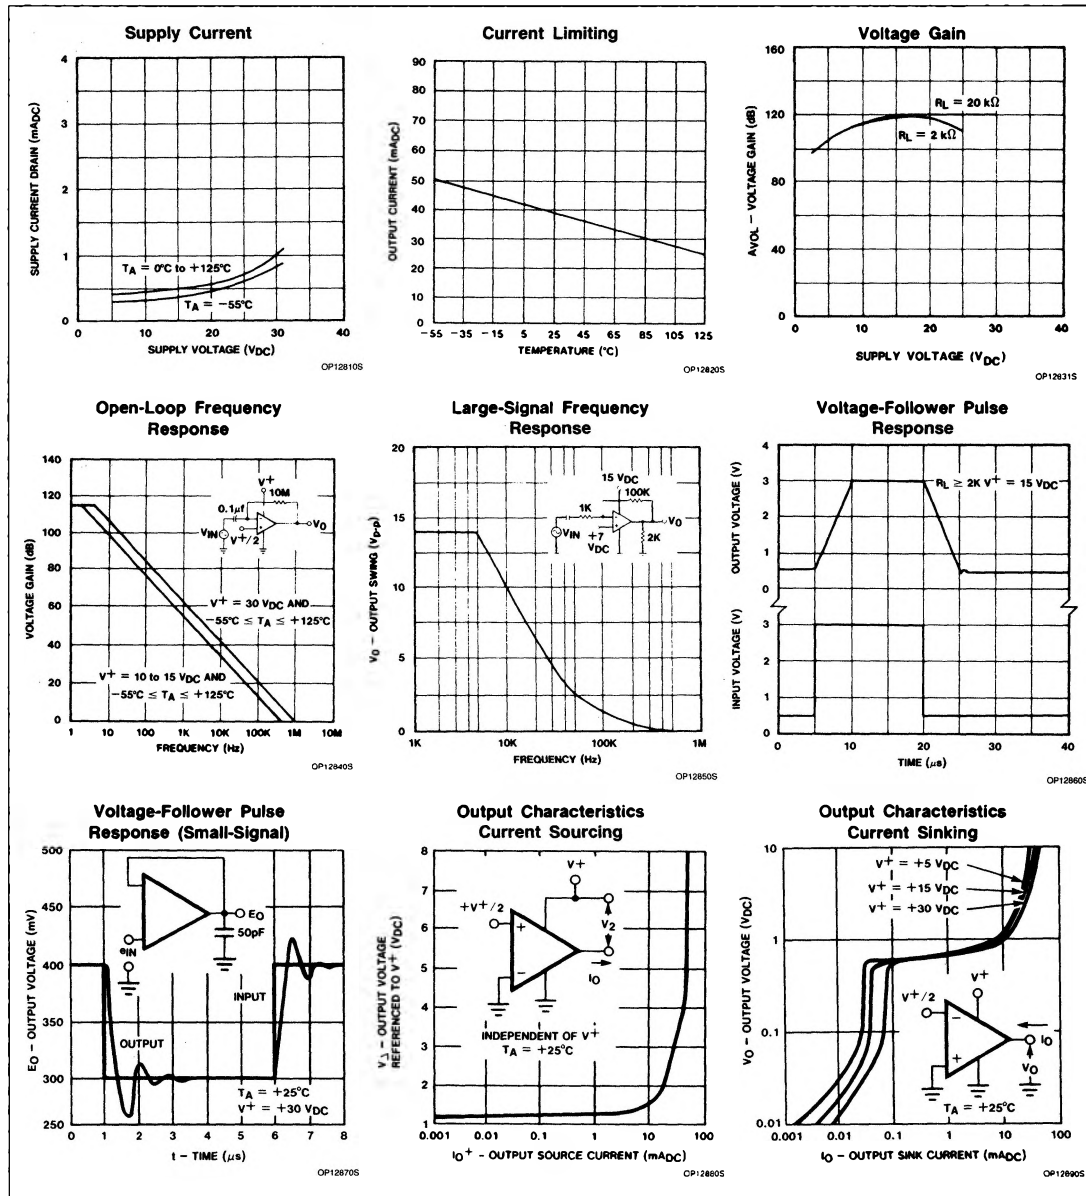 Supply Current
SUPPLY CURRENT DRAIN (mADC)
4
3
2
1
0
TA = 0°C to +125°C
TA = −55°C
0 10 20 30 40
SUPPLY VOLTAGE (VDC)
OP12810S
Current Limiting
OUTPUT CURRENT (mADC)
90
80
70
60
50
40
30
20
10
0
−55 −35 −15 5 25 45 65 85 105 125
TEMPERATURE (°C)
OP12820S
Voltage Gain
AVOL – VOLTAGE GAIN (dB)
160
120
80
40
0
RL = 20 kΩ
RL = 2 kΩ
0 10 20 30 40
SUPPLY VOLTAGE (VDC)
OP12831S
Open-Loop Frequency
Response
VOLTAGE GAIN (dB)
140
120
100
80
60
40
20
0
V+
10M
0.1µf
VO
VIN
V+/2
V+ = 30 VDC AND
−55°C ≤ TA ≤ +125°C
V+ = 10 to 15 VDC AND
−55°C ≤ TA ≤ +125°C
1 10 100 1K 10K 100K 1M 10M
FREQUENCY (Hz)
OP12840S
Large-Signal Frequency
Response
VO – OUTPUT SWING (Vp-p)
20
15
10
5
0
15 VDC
100K
1K
VO
VIN
+7
VDC
2K
1K 10K 100K 1M
FREQUENCY (Hz)
OP12850S
Voltage-Follower Pulse
Response
OUTPUT VOLTAGE (V)
4
3
2
1
0
RL ≥ 2K V+ = 15 VDC
INPUT VOLTAGE (V)
3
2
1
0
0 10 20 30 40
TIME (µs)
OP12860S
Voltage-Follower Pulse
Response (Small-Signal)
EO – OUTPUT VOLTAGE (mV)
500
450
400
350
300
250
EO
50pF
eIN
INPUT
OUTPUT
TA = +25°C
V+ = +30 VDC
0 1 2 3 4 5 6 7 8
t – TIME (µs)
OP12870S
Output Characteristics
Current Sourcing
– OUTPUT VOLTAGE
REFERENCED TO V+ (VDC)
8
7
6
5
4
3
2
1
V+
+V+/2
V2
+
−
IO
INDEPENDENT OF V+
TA = +25°C
0.001 0.01 0.1 1 10 100
IO+ – OUTPUT SOURCE CURRENT (mADC)
OP12880S
Output Characteristics
Current Sinking
VO – OUTPUT VOLTAGE (VDC)
10
1
0.1
0.01
V+ = +5 VDC
V+ = +15 VDC
V+ = +30 VDC
V+
V+/2
−
+
IO
VO
TA = +25°C
0.001 0.01 0.1 1 10 100
IO – OUTPUT SINK CURRENT (mADC)
OP12890S